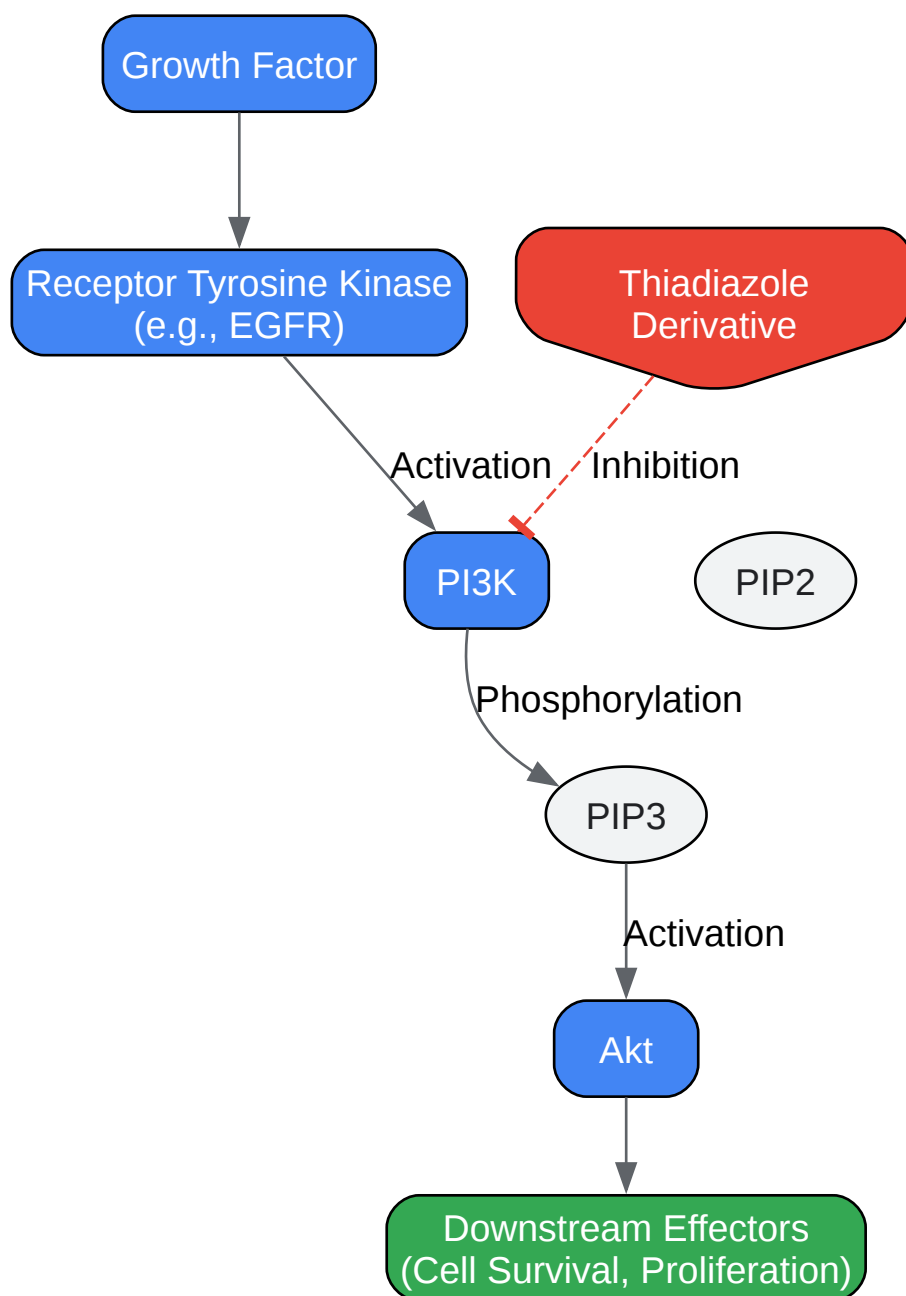 Growth Factor
Receptor Tyrosine Kinase
(e.g., EGFR)
Thiadiazole
Derivative
Activation
Inhibition
PI3K
PIP2
Phosphorylation
PIP3
Activation
Akt
Downstream Effectors
(Cell Survival, Proliferation)